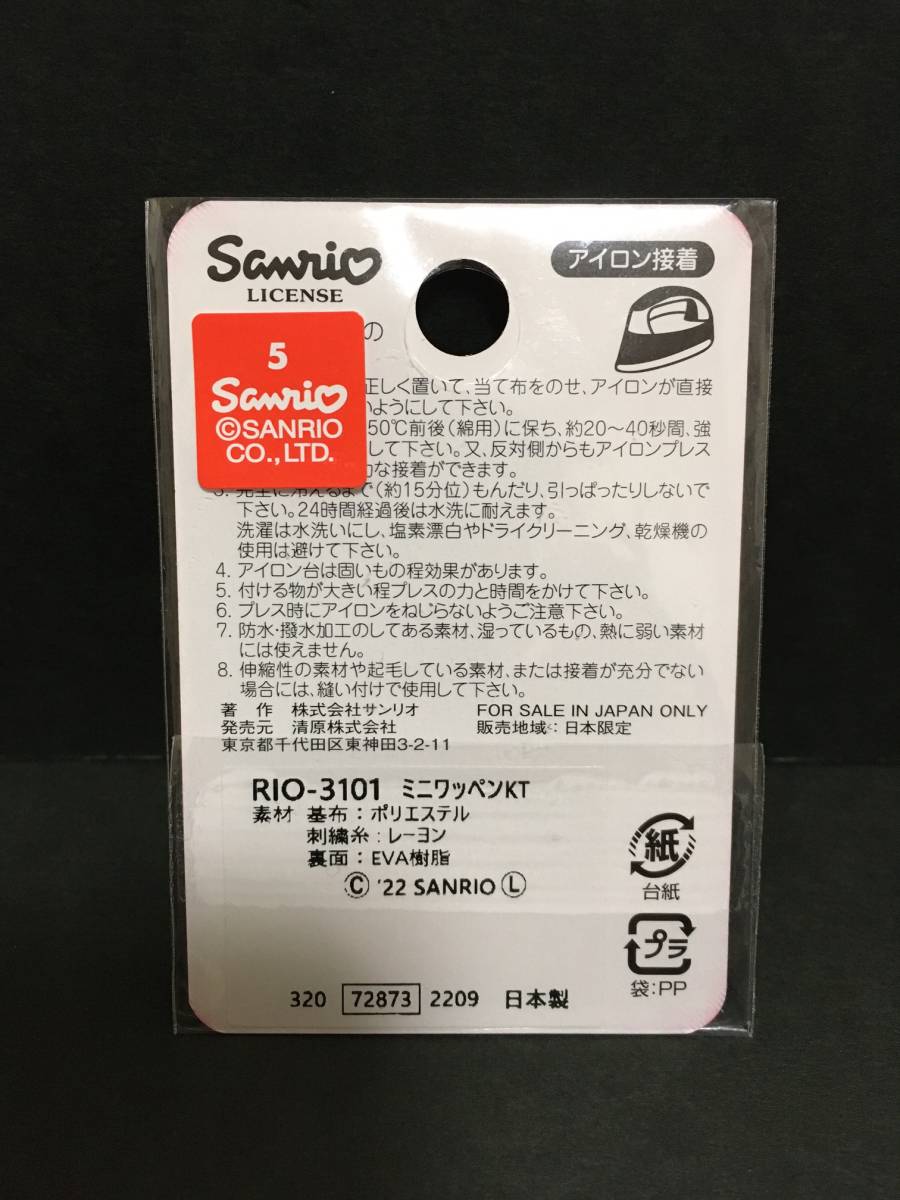 Sanrio
LICENSE
アイロン接着
5
Sanrio
©SANRIO
CO.,LTD.
の
正しく置いて、当て布をのせ、アイロンが直接
いようにして下さい。
50℃前後(綿用)に保ち、約20〜40秒間、強
して下さい。又、反対側からもアイロンプレス
な接着ができます。
(約15分位)もんだり、引っぱったりしないで
下さい。24時間経過後は水洗に耐えます。
洗濯は水洗いにし、塩素漂白やドライクリーニング、乾燥機の
使用は避けて下さい。
4. アイロン台は固いもの程効果があります。
5. 付ける物が大きい程プレスの力と時間をかけて下さい。
6. プレス時にアイロンをねじらないようご注意下さい。
7. 防水・撥水加工のしてある素材、湿っているもの、熱に弱い素材
には使えません。
8. 伸縮性の素材や起毛している素材、または接着が充分でない
場合には、縫い付けて使用して下さい。
著 作 株式会社サンリオ FOR SALE IN JAPAN ONLY
発売元 清原株式会社 販売地域:日本限定
東京都千代田区東神田3-2-11
RIO-3101 ミニワッペンKT
素材 基布:ポリエステル
刺繍糸:レーヨン
裏面:EVA樹脂
Ⓒ '22 SANRIO Ⓛ
紙
台紙
プラ
袋:PP
320 72873 2209 日本製